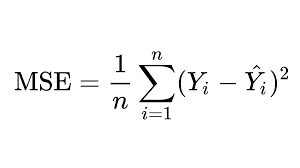 MSE = \frac{1}{n} \sum_{i=1}^{n} (Y_i - \hat{Y}_i)^2